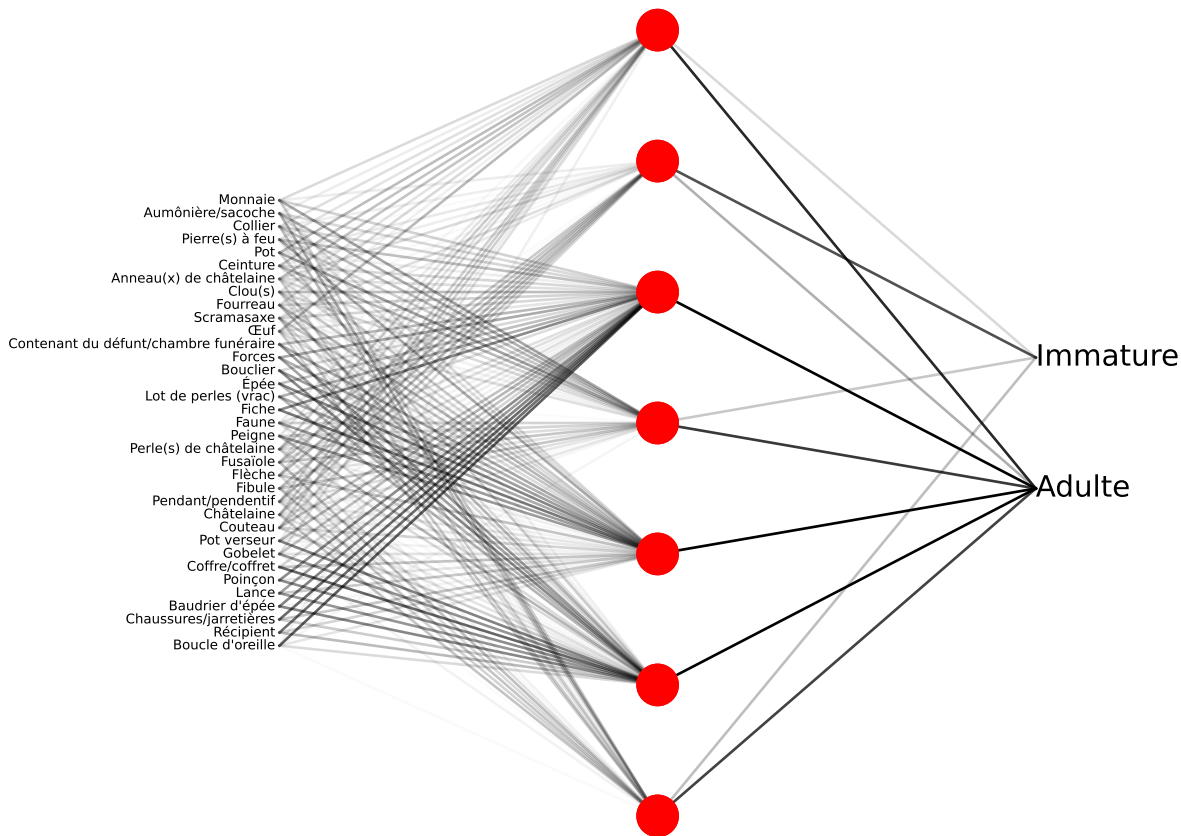 Monnaie
Aumônière/sacoche
Collier
Pierre(s) à feu
Pot
Ceinture
Anneau(x) de châtelaine
Clou(s)
Fourreau
Scramasaxe
Œuf
Contenant du défunt/chambre funéraire
Forces
Bouclier
Épée
Lot de perles (vrac)
Fiche
Faune
Peigne
Perle(s) de châtelaine
Fusaïole
Flèche
Fibule
Pendant/pendentif
Châtelaine
Couteau
Pot verseur
Gobelet
Coffre/coffret
Poinçon
Lance
Baudrier d'épée
Chaussures/jarretières
Récipient
Boucle d'oreille
Immature
Adulte